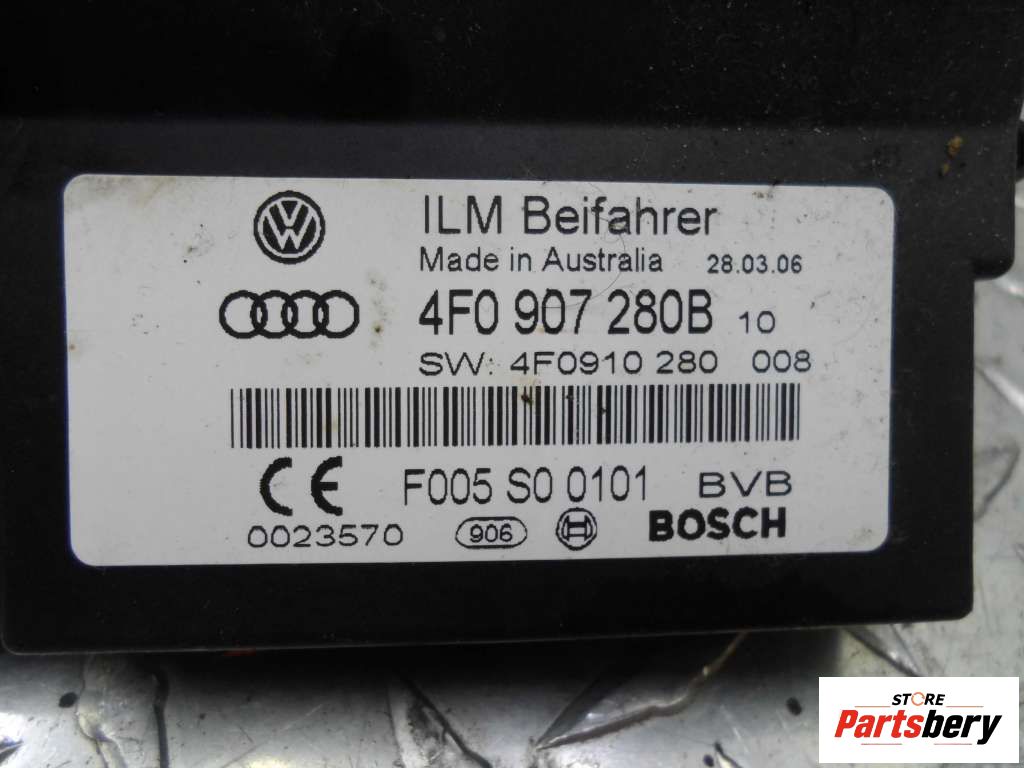 ILM Beifahrer
Made in Australia 28.03.06
4F0 907 280B 10
SW: 4F0910 280 008
CE F005 S0 0101 BVB
0023570 906 BOSCH
STORE
Partsbery